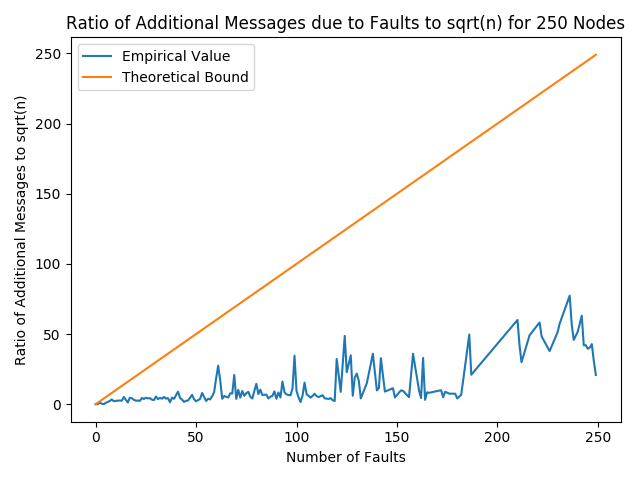 Ratio of Additional Messages due to Faults to sqrt(n) for 250 Nodes
Empirical Value
Theoretical Bound
Ratio of Additional Messages to sqrt(n)
250
200
150
100
50
0
0 50 100 150 200 250
Number of Faults